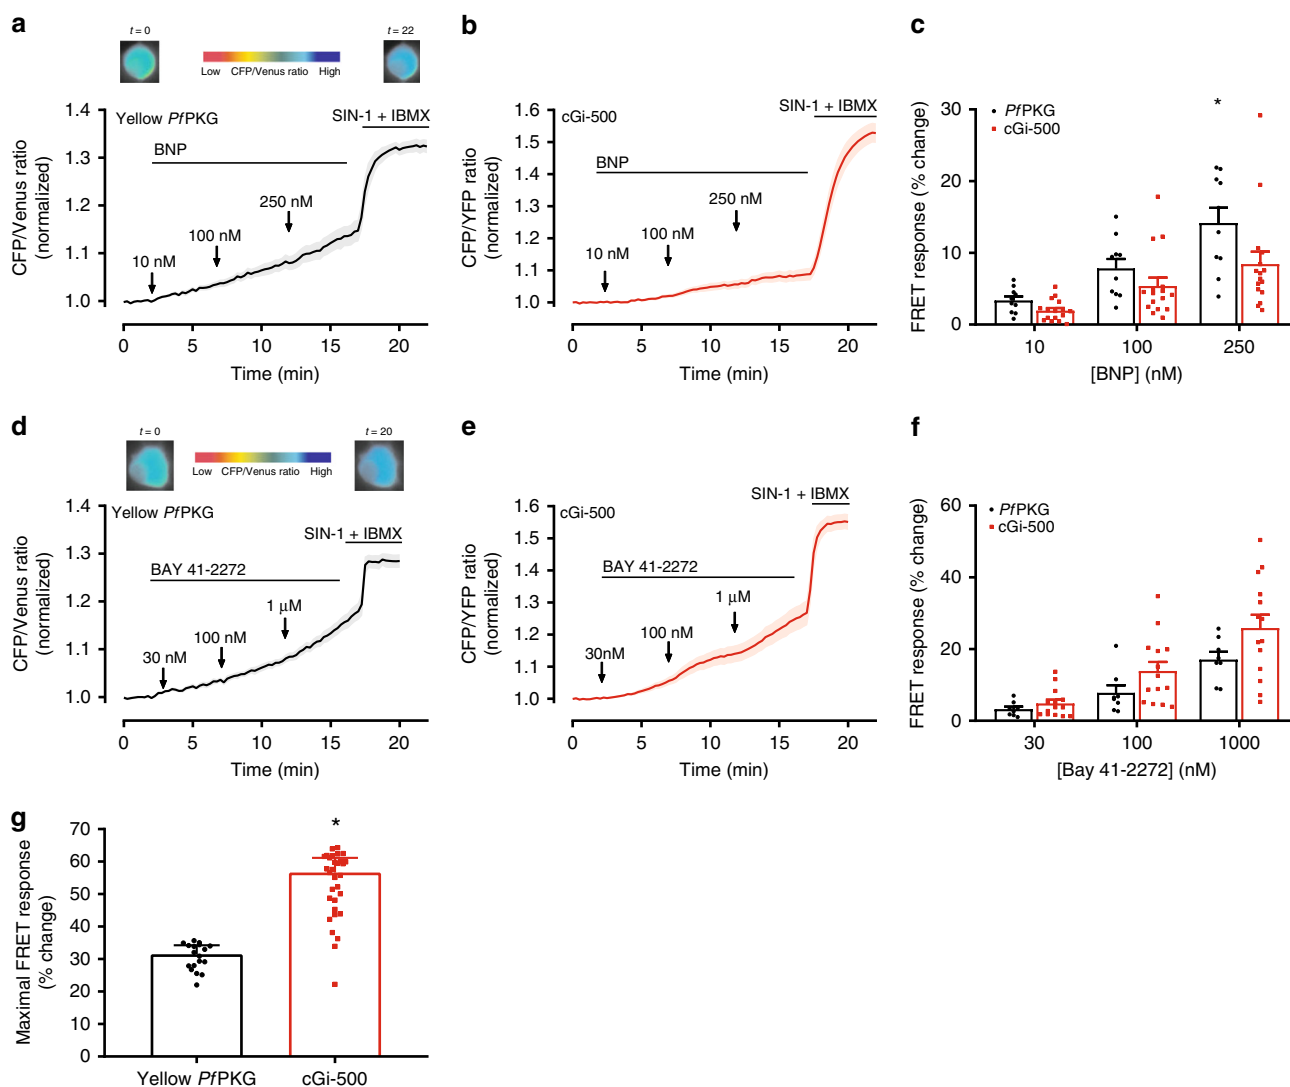 a
t = 0
t = 22
Low CFP/Venus ratio High
Yellow PfPKG
SIN-1 + IBMX
BNP
10 nM
100 nM
250 nM
CFP/Venus ratio
(normalized)
1.4
1.3
1.2
1.1
1.0
0 5 10 15 20
Time (min)
b
cGi-500
SIN-1 + IBMX
BNP
10 nM
100 nM
250 nM
CFP/YFP ratio
(normalized)
1.6
1.5
1.4
1.3
1.2
1.1
1.0
0 5 10 15 20
Time (min)
c
PfPKG
cGi-500
*
FRET response (% change)
30
20
10
0
10 100 250
[BNP] (nM)
d
t = 0
t = 20
Low CFP/Venus ratio High
Yellow PfPKG
SIN-1 + IBMX
BAY 41-2272
30 nM
100 nM
1 μM
CFP/Venus ratio
(normalized)
1.4
1.3
1.2
1.1
1.0
0 5 10 15 20
Time (min)
e
cGi-500
SIN-1 + IBMX
BAY 41-2272
30nM
100 nM
1 μM
CFP/YFP ratio
(normalized)
1.6
1.5
1.4
1.3
1.2
1.1
1.0
0 5 10 15 20
Time (min)
f
PfPKG
cGi-500
FRET response (% change)
60
40
20
0
30 100 1000
[Bay 41-2272] (nM)
g
*
Maximal FRET response
(% change)
70
60
50
40
30
20
10
0
Yellow PfPKG cGi-500